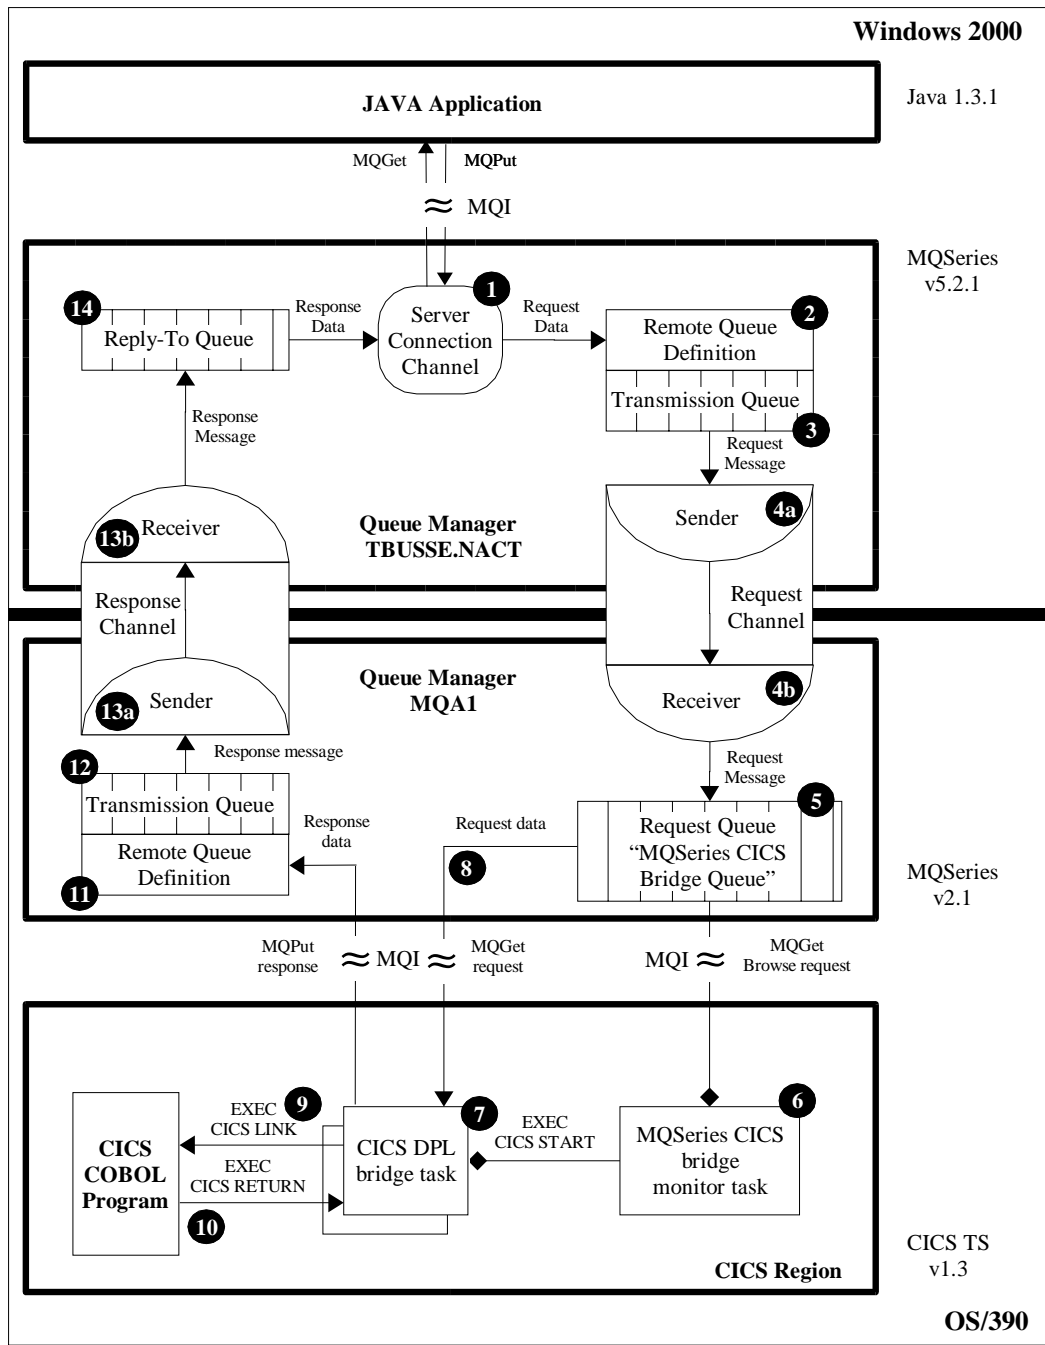 Windows 2000
JAVA Application
Java 1.3.1
MQGet
MQPut
MQI
MQSeries
v5.2.1
14
Reply-To Queue
Response
Data
1
Server
Connection
Channel
Request
Data
2
Remote Queue
Definition
Transmission Queue
3
Response
Message
Request
Message
13b
Receiver
Queue Manager
TBUSSE.NACT
4a
Sender
Response
Channel
Request
Channel
13a
Sender
Queue Manager
MQA1
4b
Receiver
Response message
Request
Message
12
Transmission Queue
Remote Queue
Definition
11
Response
data
Request data
8
5
Request Queue
“MQSeries CICS
Bridge Queue”
MQSeries
v2.1
MQPut
response
MQI
MQGet
request
MQI
MQGet
Browse request
CICS
COBOL
Program
9
EXEC
CICS LINK
EXEC
CICS RETURN
10
7
CICS DPL
bridge task
EXEC
CICS START
6
MQSeries CICS
bridge
monitor task
CICS Region
CICS TS
v1.3
OS/390